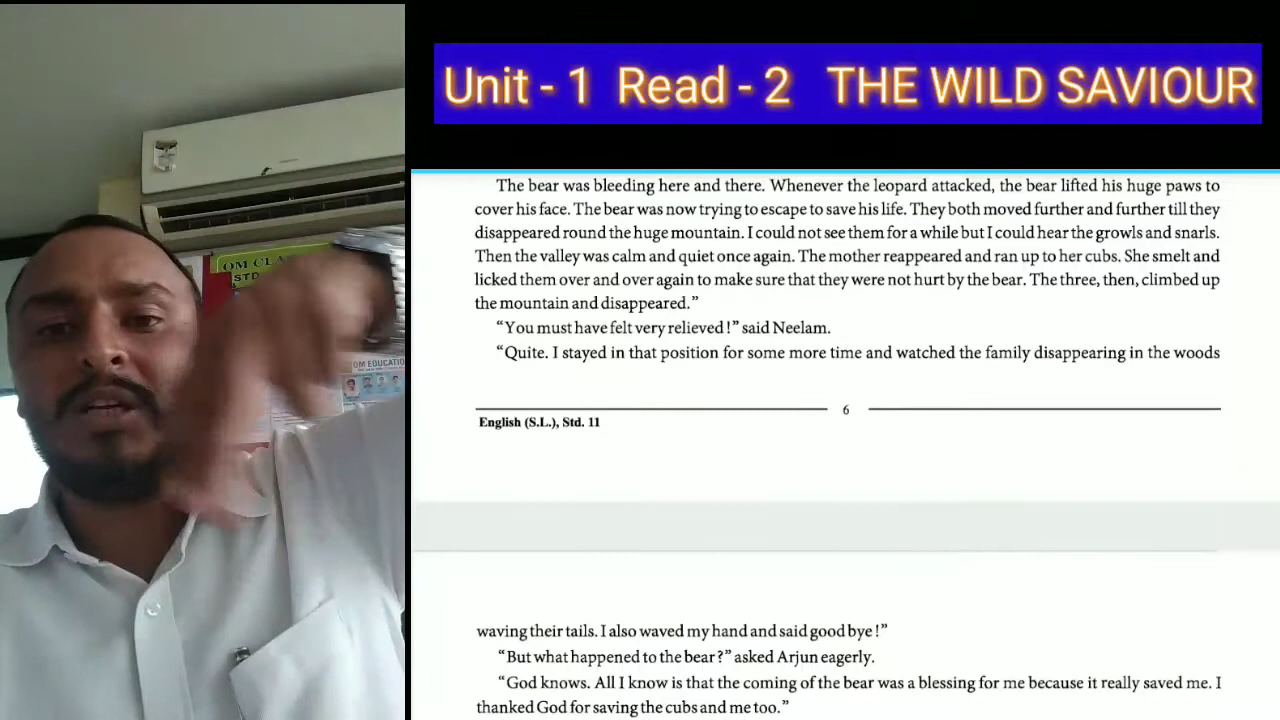 Unit - 1 Read - 2 THE WILD SAVIOUR
OM CLA
STD
OM EDUCATIO
The bear was bleeding here and there. Whenever the leopard attacked, the bear lifted his huge paws to
cover his face. The bear was now trying to escape to save his life. They both moved further and further till they
disappeared round the huge mountain. I could not see them for a while but I could hear the growls and snarls.
Then the valley was calm and quiet once again. The mother reappeared and ran up to her cubs. She smelt and
licked them over and over again to make sure that they were not hurt by the bear. The three, then, climbed up
the mountain and disappeared.”
“You must have felt very relieved !” said Neelam.
“Quite. I stayed in that position for some more time and watched the family disappearing in the woods
6
English (S.L.), Std. 11
waving their tails. I also waved my hand and said good bye !”
“But what happened to the bear ?” asked Arjun eagerly.
“God knows. All I know is that the coming of the bear was a blessing for me because it really saved me. I
thanked God for saving the cubs and me too.”